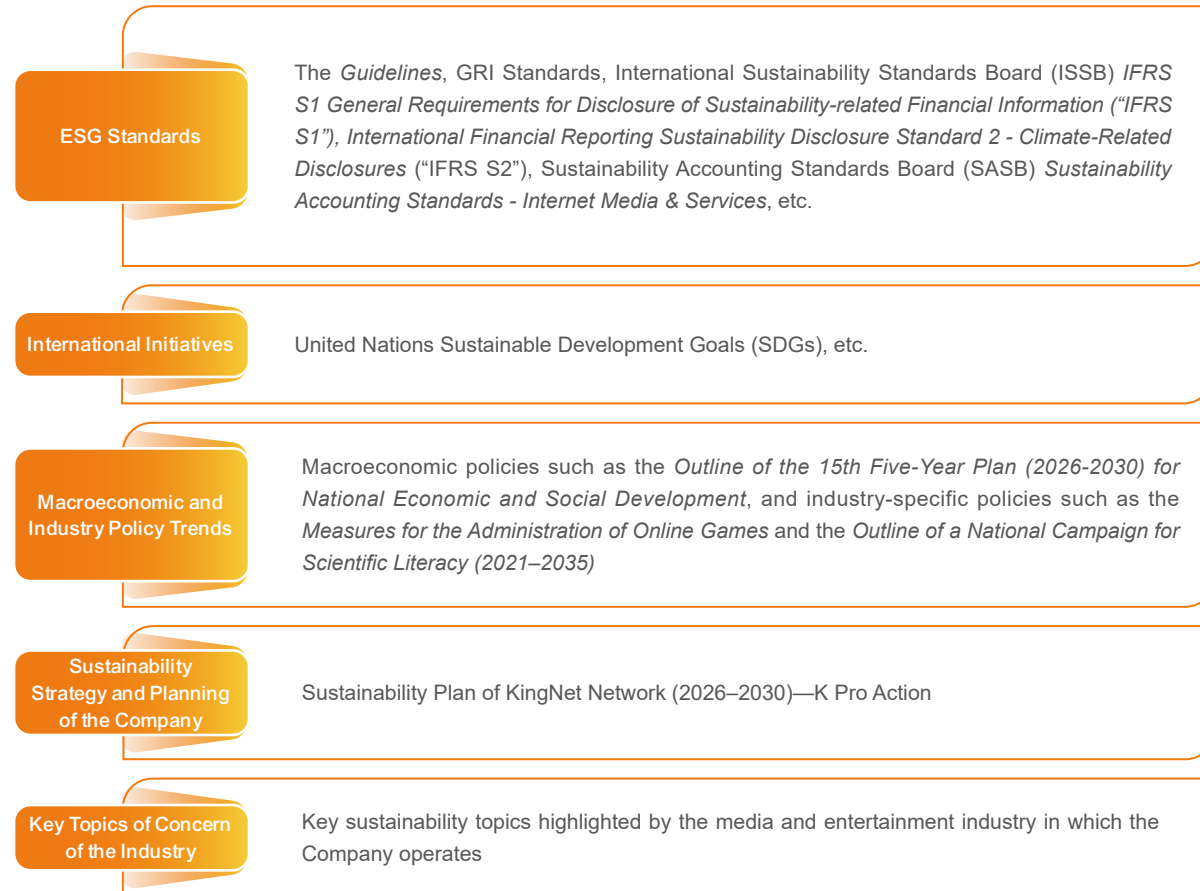 ESG Standards
The Guidelines, GRI Standards, International Sustainability Standards Board (ISSB) IFRS
S1 General Requirements for Disclosure of Sustainability-related Financial Information (“IFRS
S1”), International Financial Reporting Sustainability Disclosure Standard 2 - Climate-Related
Disclosures (“IFRS S2”), Sustainability Accounting Standards Board (SASB) Sustainability
Accounting Standards - Internet Media & Services, etc.
International Initiatives
United Nations Sustainable Development Goals (SDGs), etc.
Macroeconomic and
Industry Policy Trends
Macroeconomic policies such as the Outline of the 15th Five-Year Plan (2026-2030) for
National Economic and Social Development, and industry-specific policies such as the
Measures for the Administration of Online Games and the Outline of a National Campaign for
Scientific Literacy (2021–2035)
Sustainability
Strategy and Planning
of the Company
Sustainability Plan of KingNet Network (2026–2030)—K Pro Action
Key Topics of Concern
of the Industry
Key sustainability topics highlighted by the media and entertainment industry in which the
Company operates